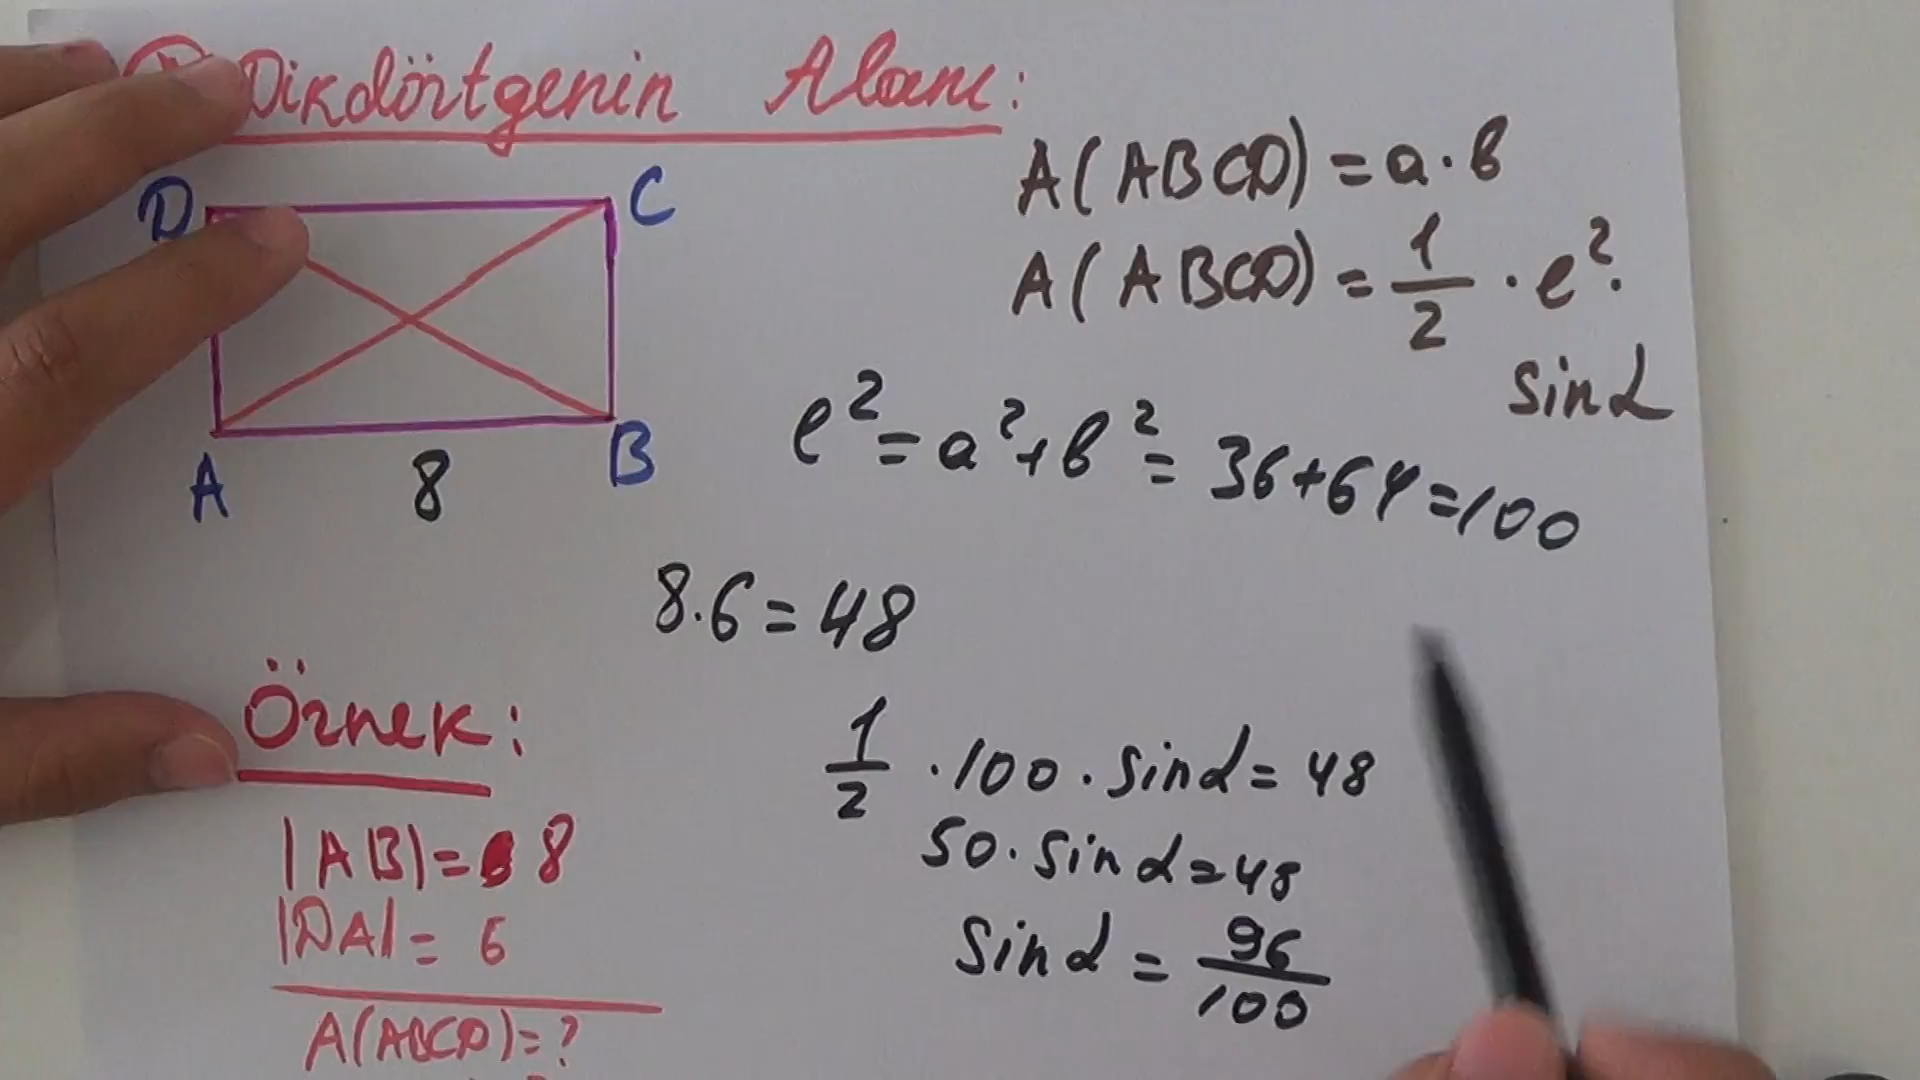 Dikdörtgenin Alanı:
A(ABCD) = a·b
D
C
A(ABCD) = 1/2 · e².
sinα
e² = a²+b² = 36+64=100
A
8
B
8.6=48
Örnek:
1/2 ·100·sinα=48
|AB|= 8
50·sinα=48
|DA|= 6
sinα = 96/100
A(ABCD)=?